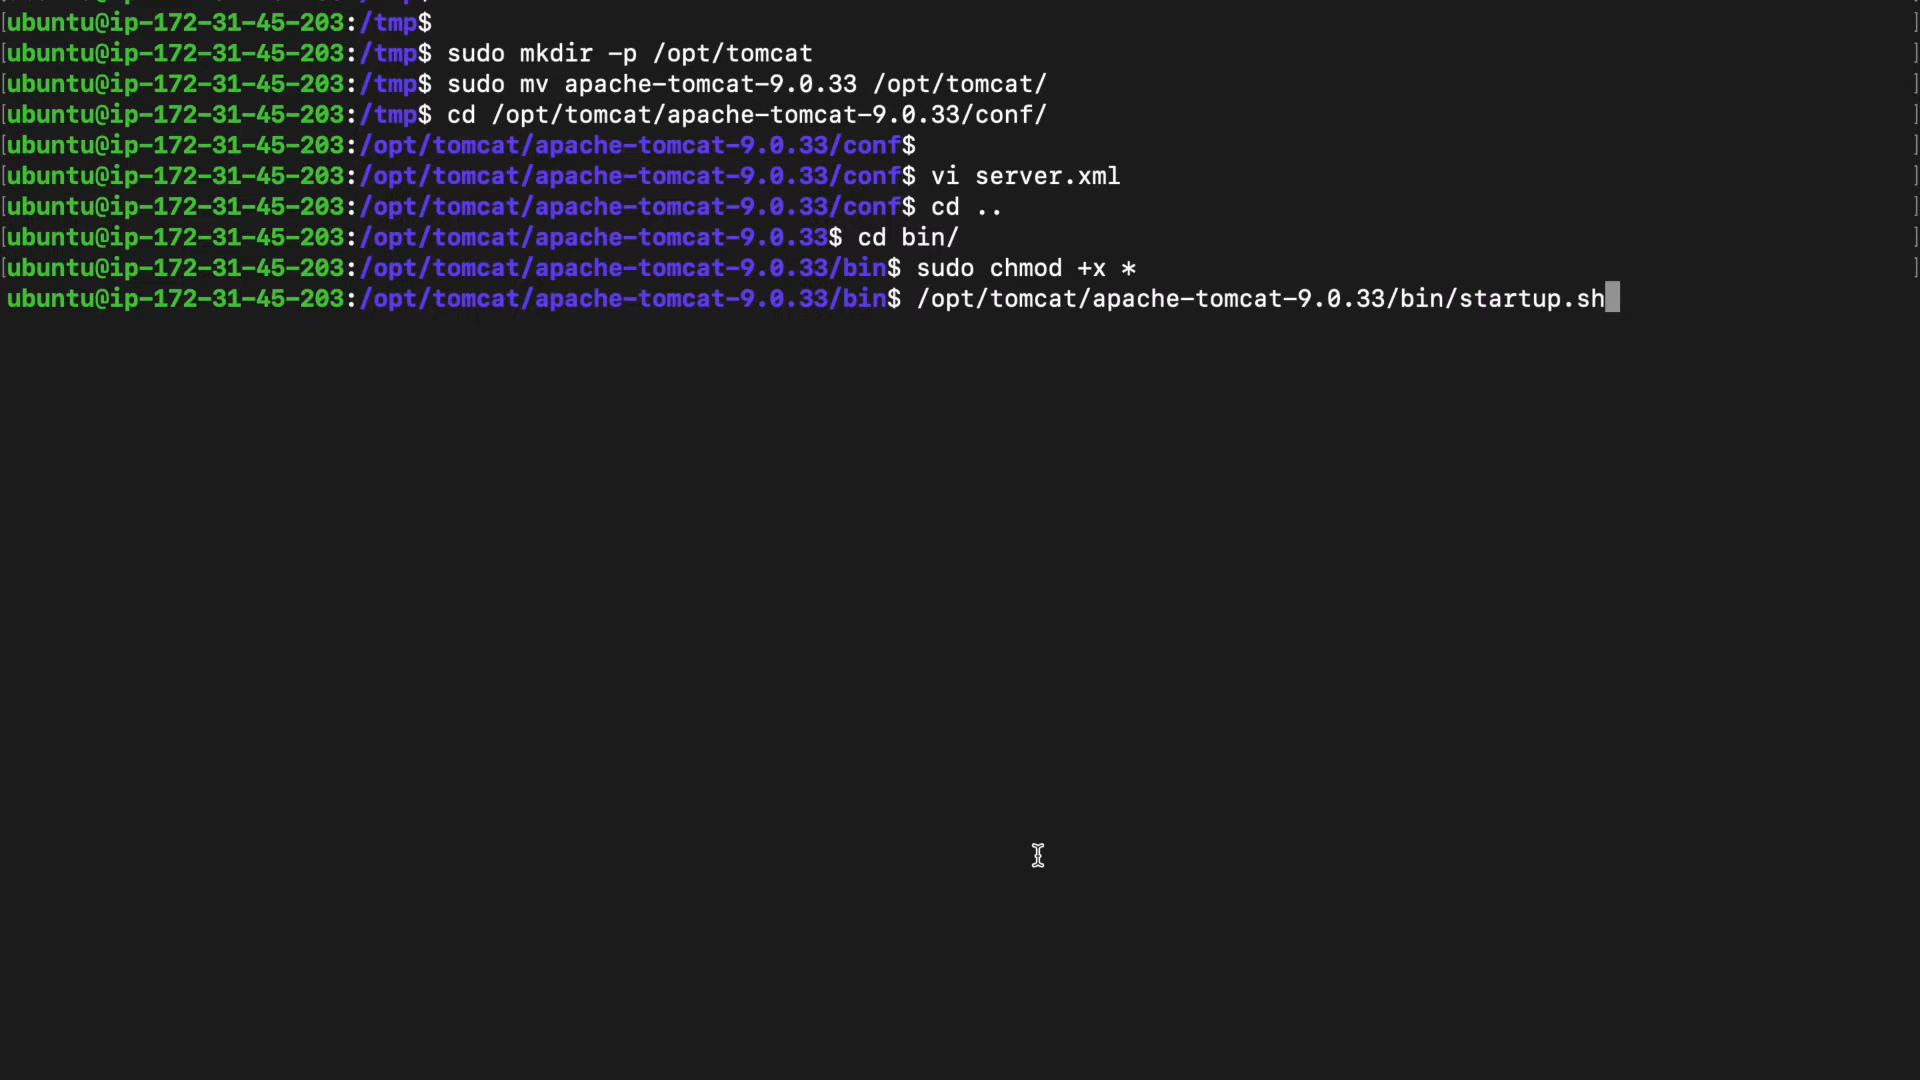 [ubuntu@ip-172-31-45-203:/tmp$ ]
[ubuntu@ip-172-31-45-203:/tmp$ sudo mkdir -p /opt/tomcat ]
[ubuntu@ip-172-31-45-203:/tmp$ sudo mv apache-tomcat-9.0.33 /opt/tomcat/ ]
[ubuntu@ip-172-31-45-203:/tmp$ cd /opt/tomcat/apache-tomcat-9.0.33/conf/ ]
[ubuntu@ip-172-31-45-203:/opt/tomcat/apache-tomcat-9.0.33/conf$ ]
[ubuntu@ip-172-31-45-203:/opt/tomcat/apache-tomcat-9.0.33/conf$ vi server.xml ]
[ubuntu@ip-172-31-45-203:/opt/tomcat/apache-tomcat-9.0.33/conf$ cd .. ]
[ubuntu@ip-172-31-45-203:/opt/tomcat/apache-tomcat-9.0.33$ cd bin/ ]
[ubuntu@ip-172-31-45-203:/opt/tomcat/apache-tomcat-9.0.33/bin$ sudo chmod +x * ]
ubuntu@ip-172-31-45-203:/opt/tomcat/apache-tomcat-9.0.33/bin$ /opt/tomcat/apache-tomcat-9.0.33/bin/startup.sh